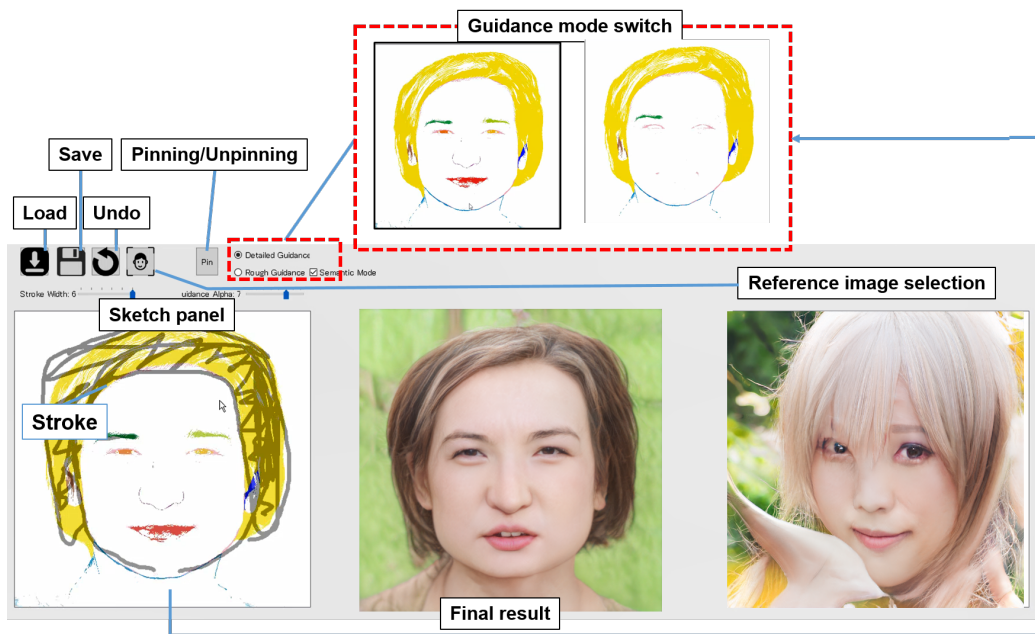 Guidance mode switch
Save
Pinning/Unpinning
Load
Undo
Pin
Detailed Guidance
Rough Guidance
Semantic Mode
Stroke Width: 6
uidance Alpha: 7
Reference image selection
Sketch panel
Stroke
Final result